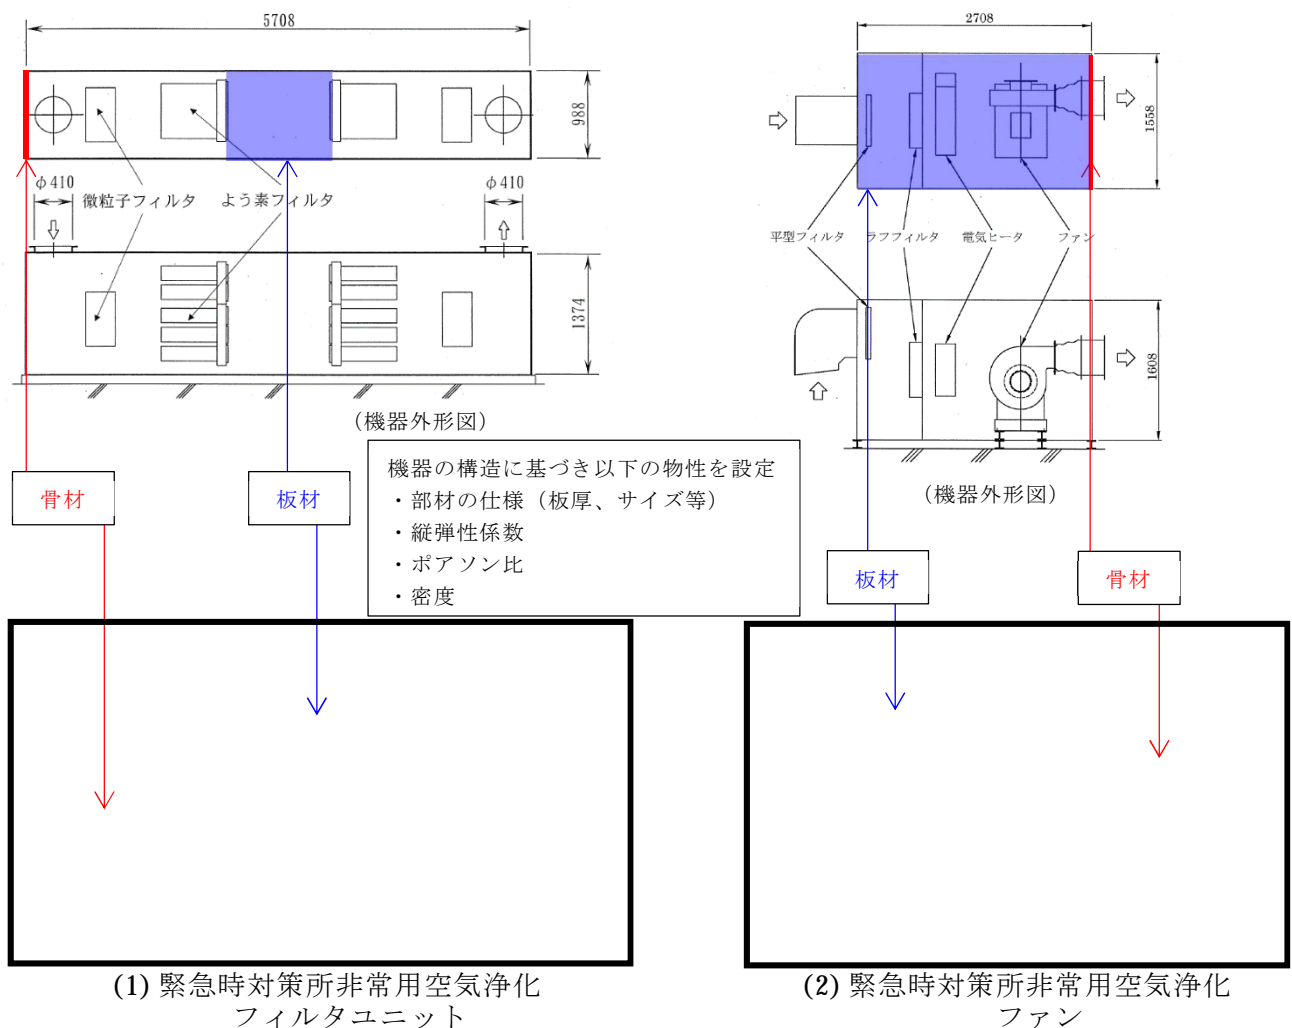 5708
988
φ410
φ410
微粒子フィルタ
よう素フィルタ
1374
(機器外形図)
骨材
板材
機器の構造に基づき以下の物性を設定
・部材の仕様(板厚、サイズ等)
・縦弾性係数
・ポアソン比
・密度
(1) 緊急時対策所非常用空気浄化
フィルタユニット
2708
1558
平型フィルタ
ラフフィルタ
電気ヒータ
ファン
1608
(機器外形図)
板材
骨材
(2) 緊急時対策所非常用空気浄化
ファン